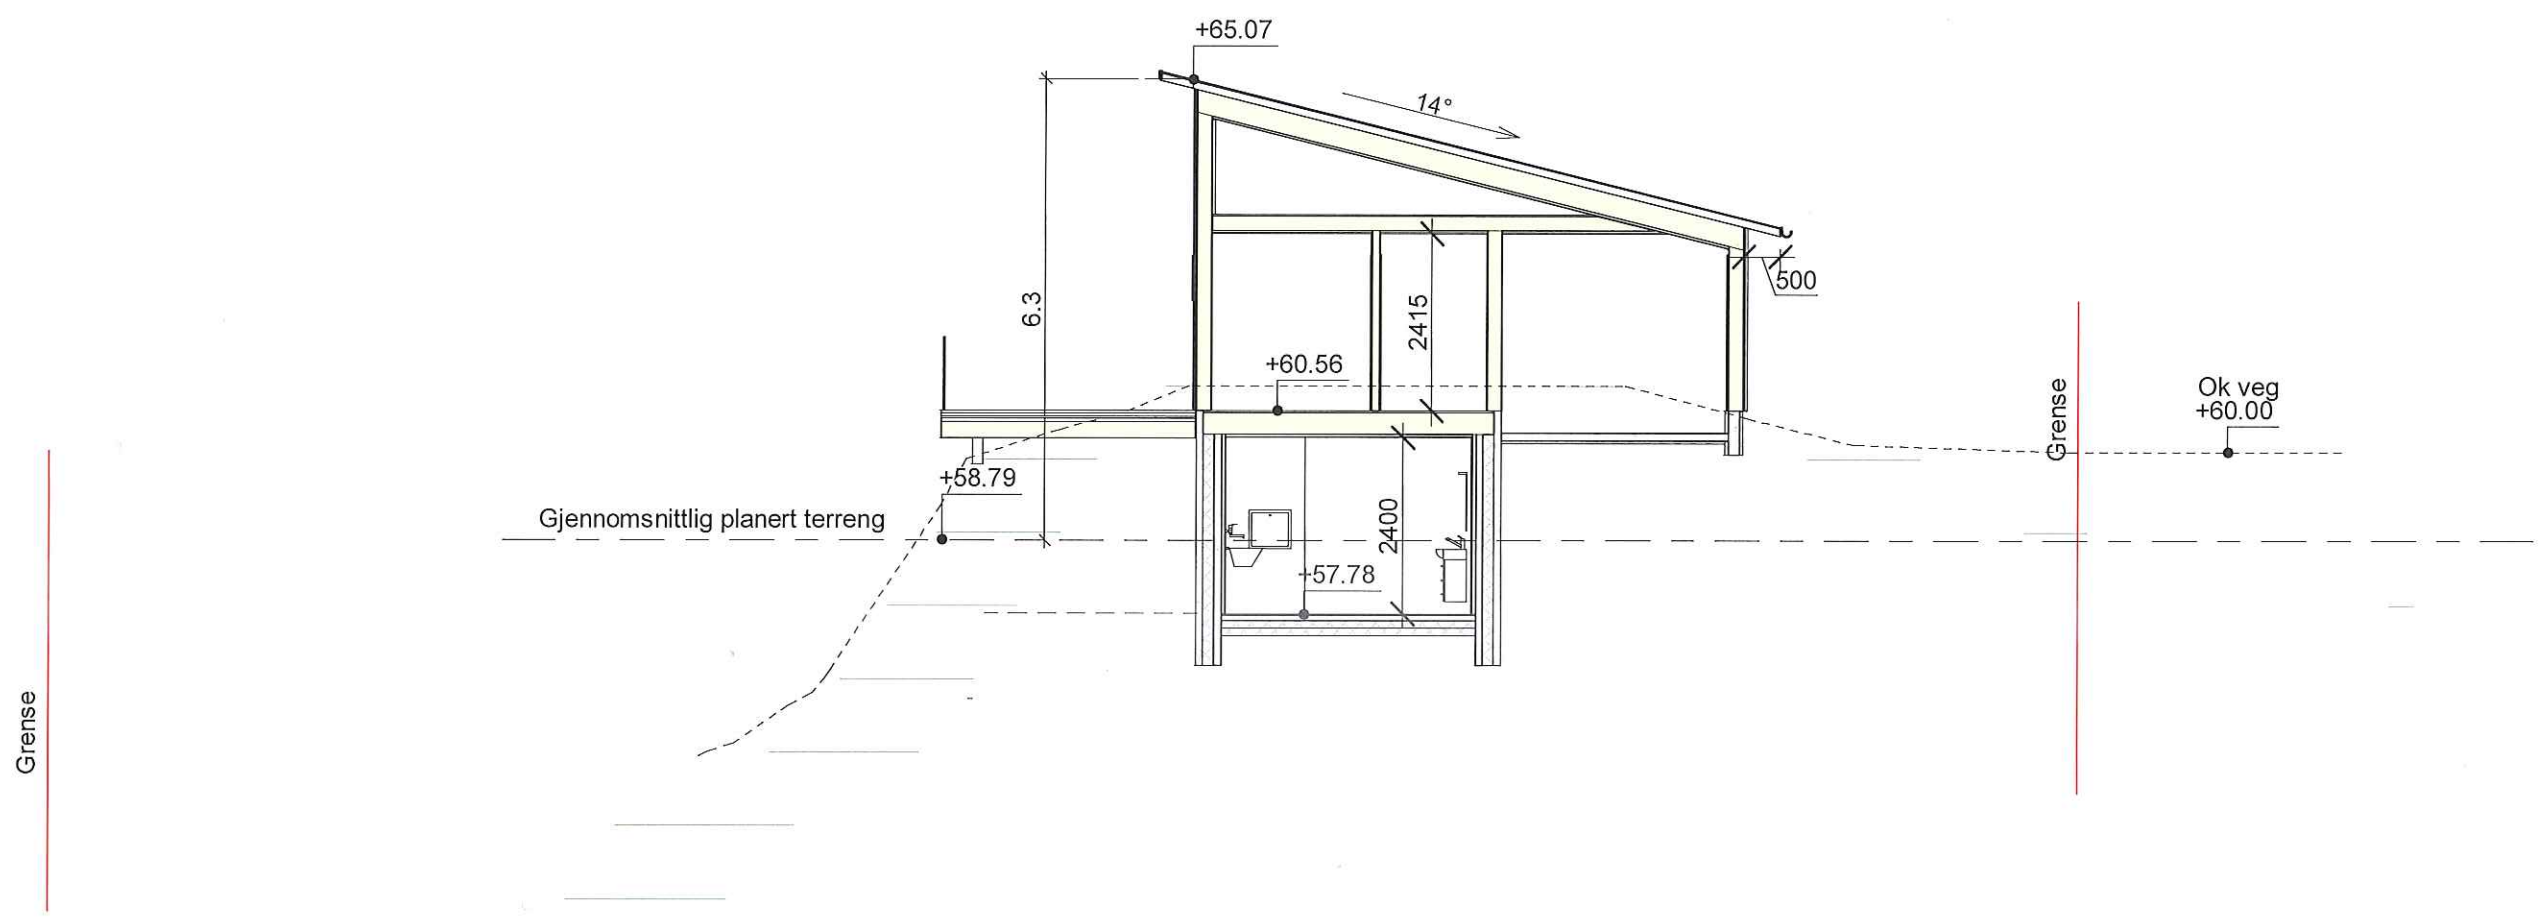 +65.07
14°
500
6.3
2415
+60.56
Ok veg
+60.00
Grense
+58.79
Gjennomsnittlig planert terreng
2400
+57.78
Grense